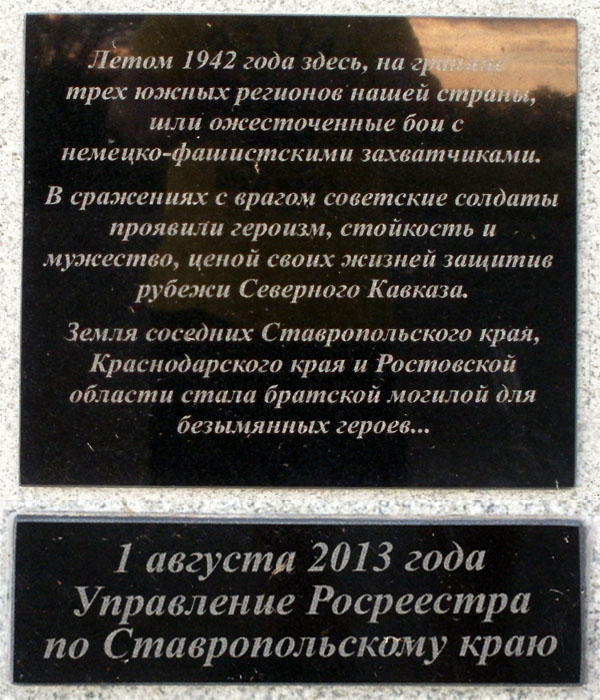 Летом 1942 года здесь, на границе
трех южных регионов нашей страны,
шли ожесточенные бои с
немецко-фашистскими захватчиками.
В сражениях с врагом советские солдаты
проявили героизм, стойкость и
мужество, ценой своих жизней защитив
рубежи Северного Кавказа.
Земля соседних Ставропольского края,
Краснодарского края и Ростовской
области стала братской могилой для
безымянных героев...
1 августа 2013 года
Управление Росреестра
по Ставропольскому краю